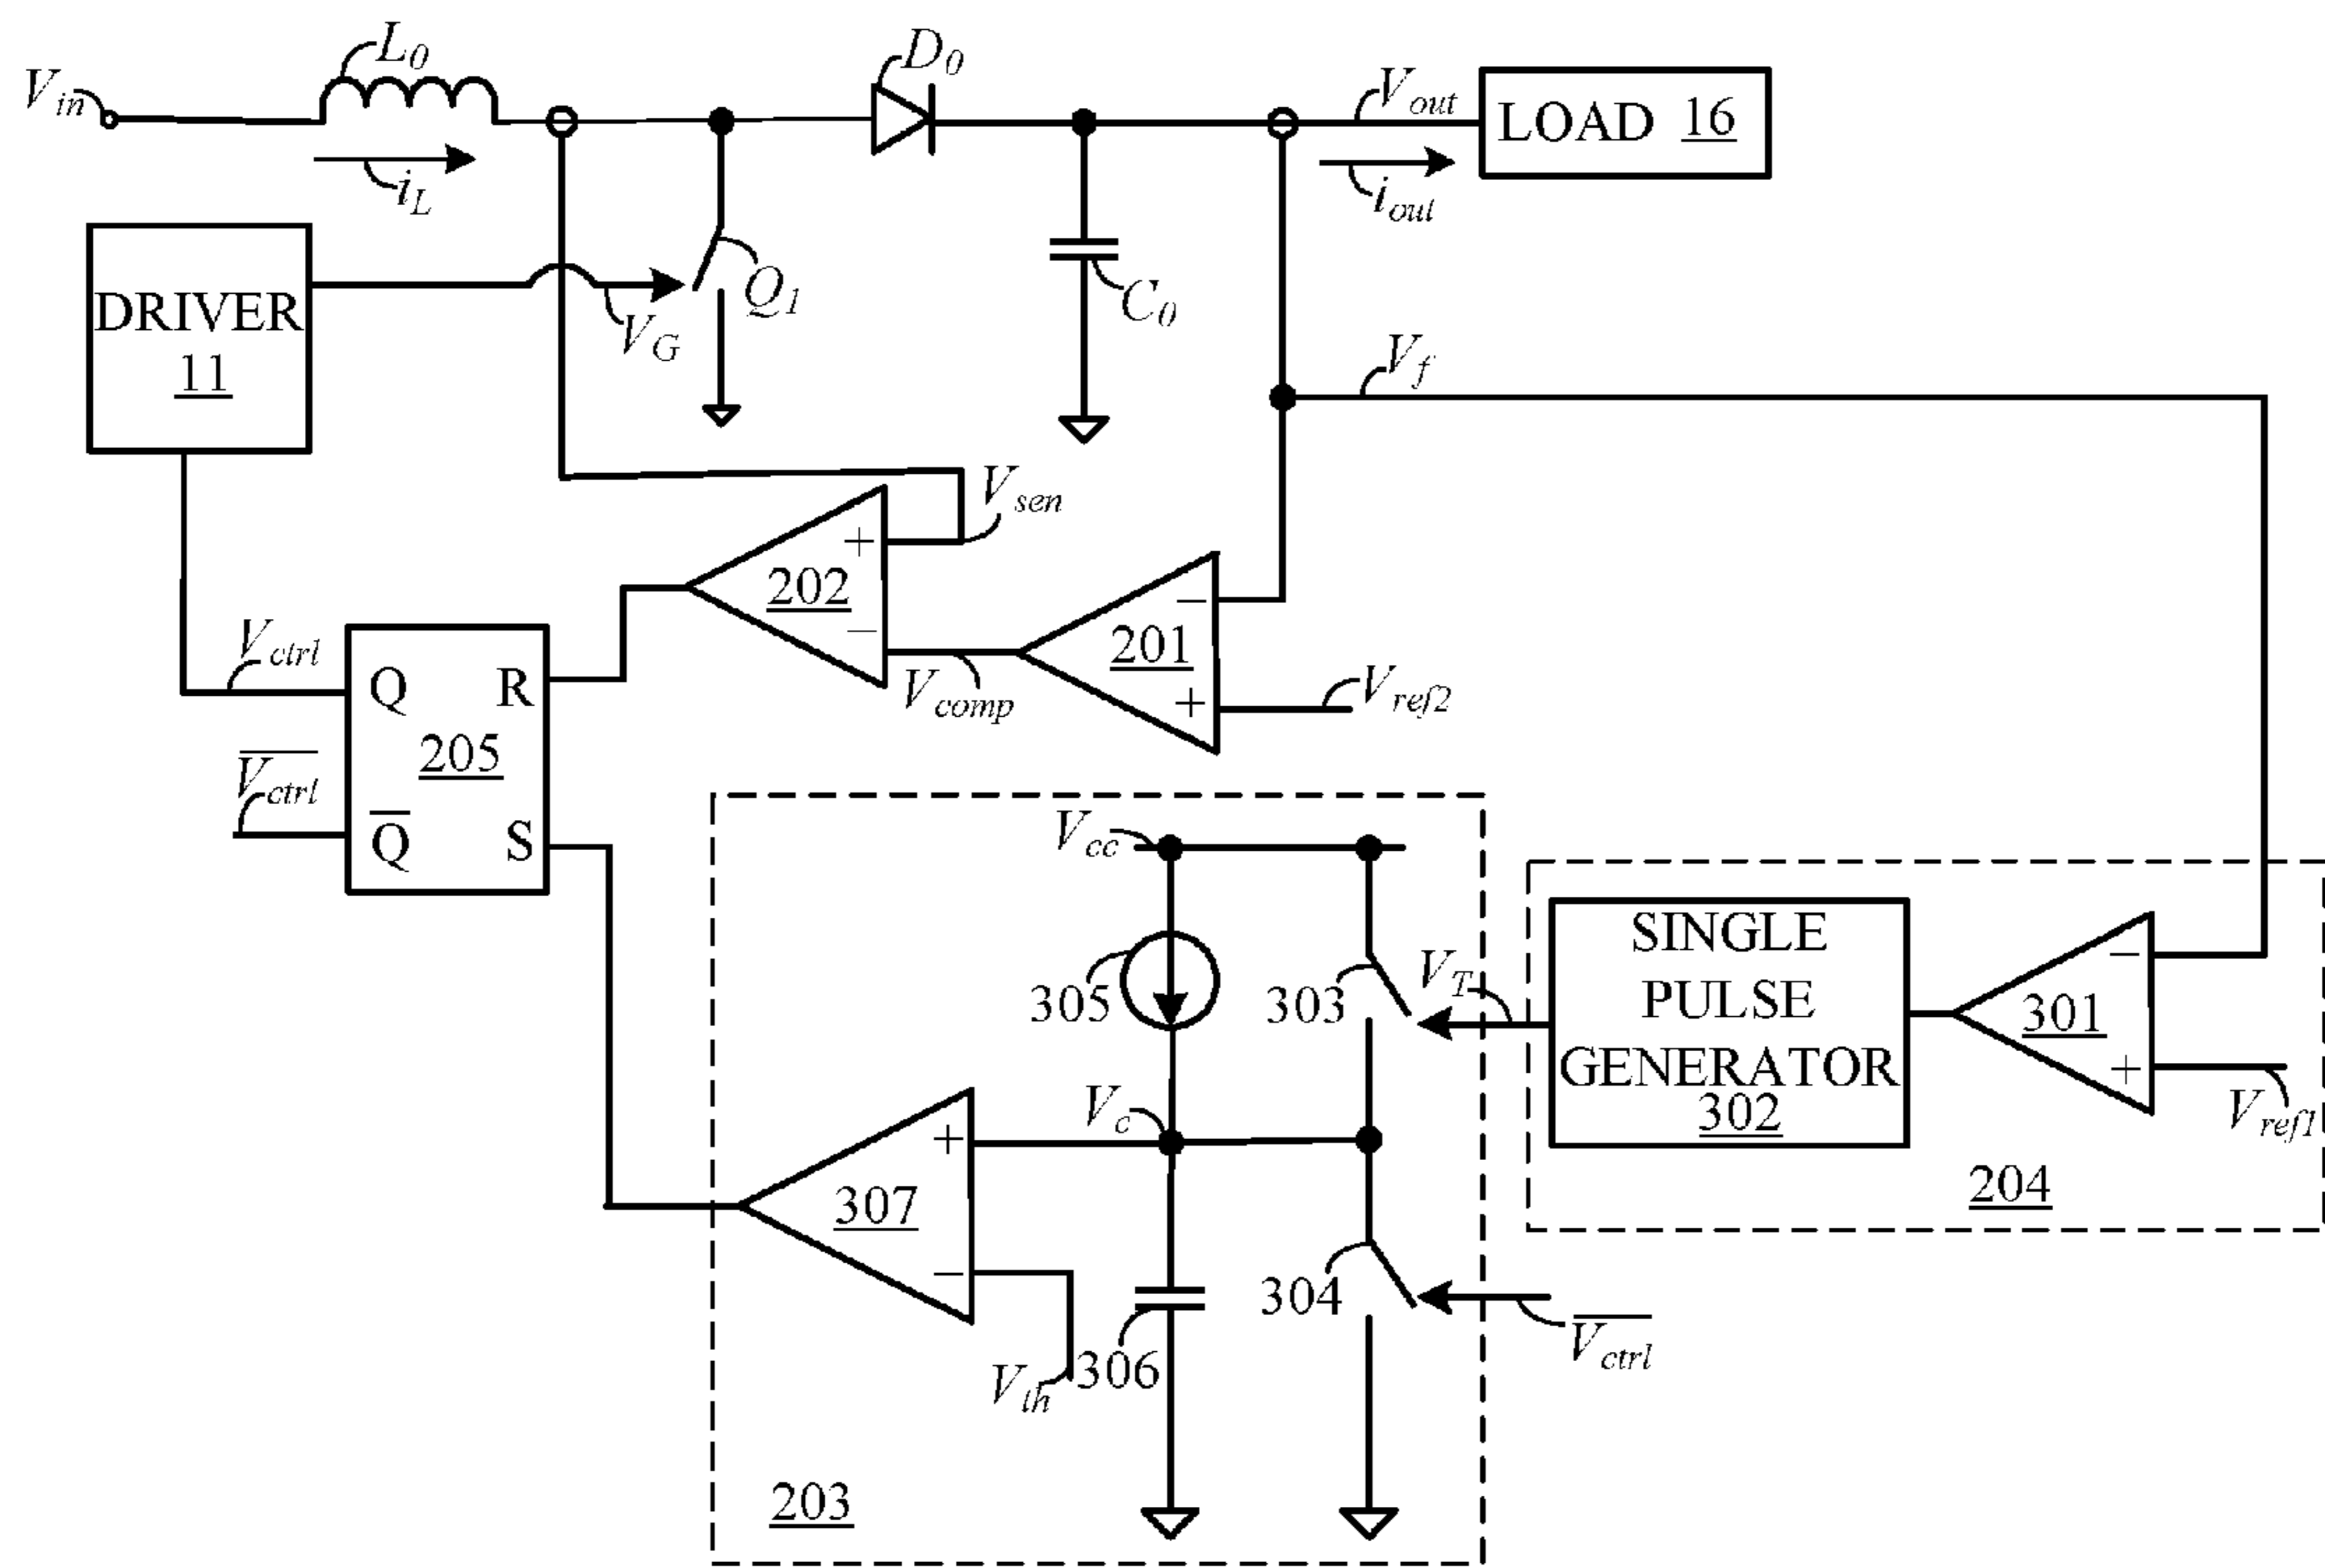 L0
D0
Vin
Vout
LOAD 16
iL
iout
DRIVER
11
Q1
C0
VG
Vf
Vsen
+
202
−
−
201
+
Vcomp
Vref2
Vctrl
Q
R
205
V̅c̅t̅r̅l̅
Q̅
S
Vcc
SINGLE
PULSE
GENERATOR
302
VT
−
301
+
305
303
Vref1
Vc
+
307
−
204
304
306
Vth
V̅c̅t̅r̅l̅
203